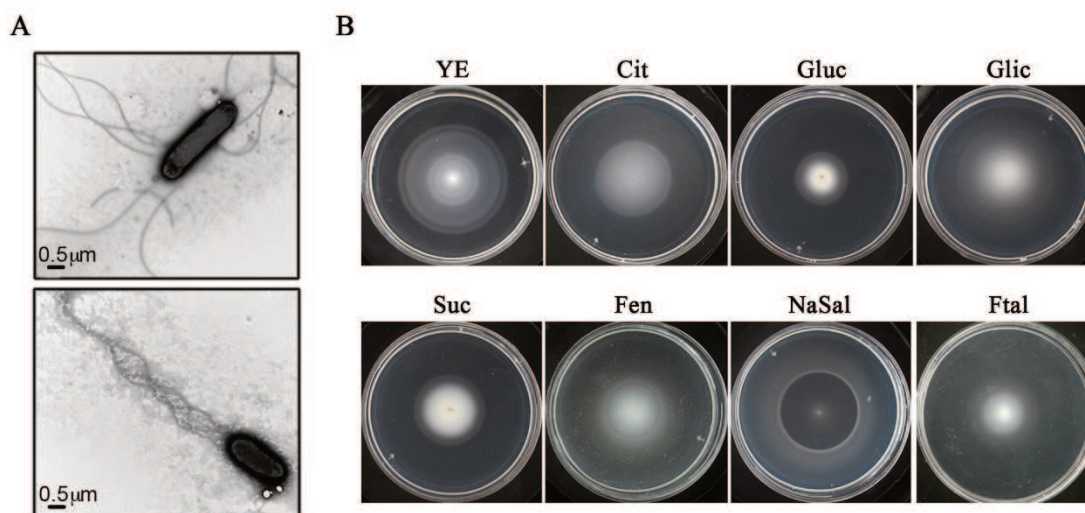 A
B
YE Cit Gluc Glic
0.5μm
Suc Fen NaSal Ftal
0.5μm